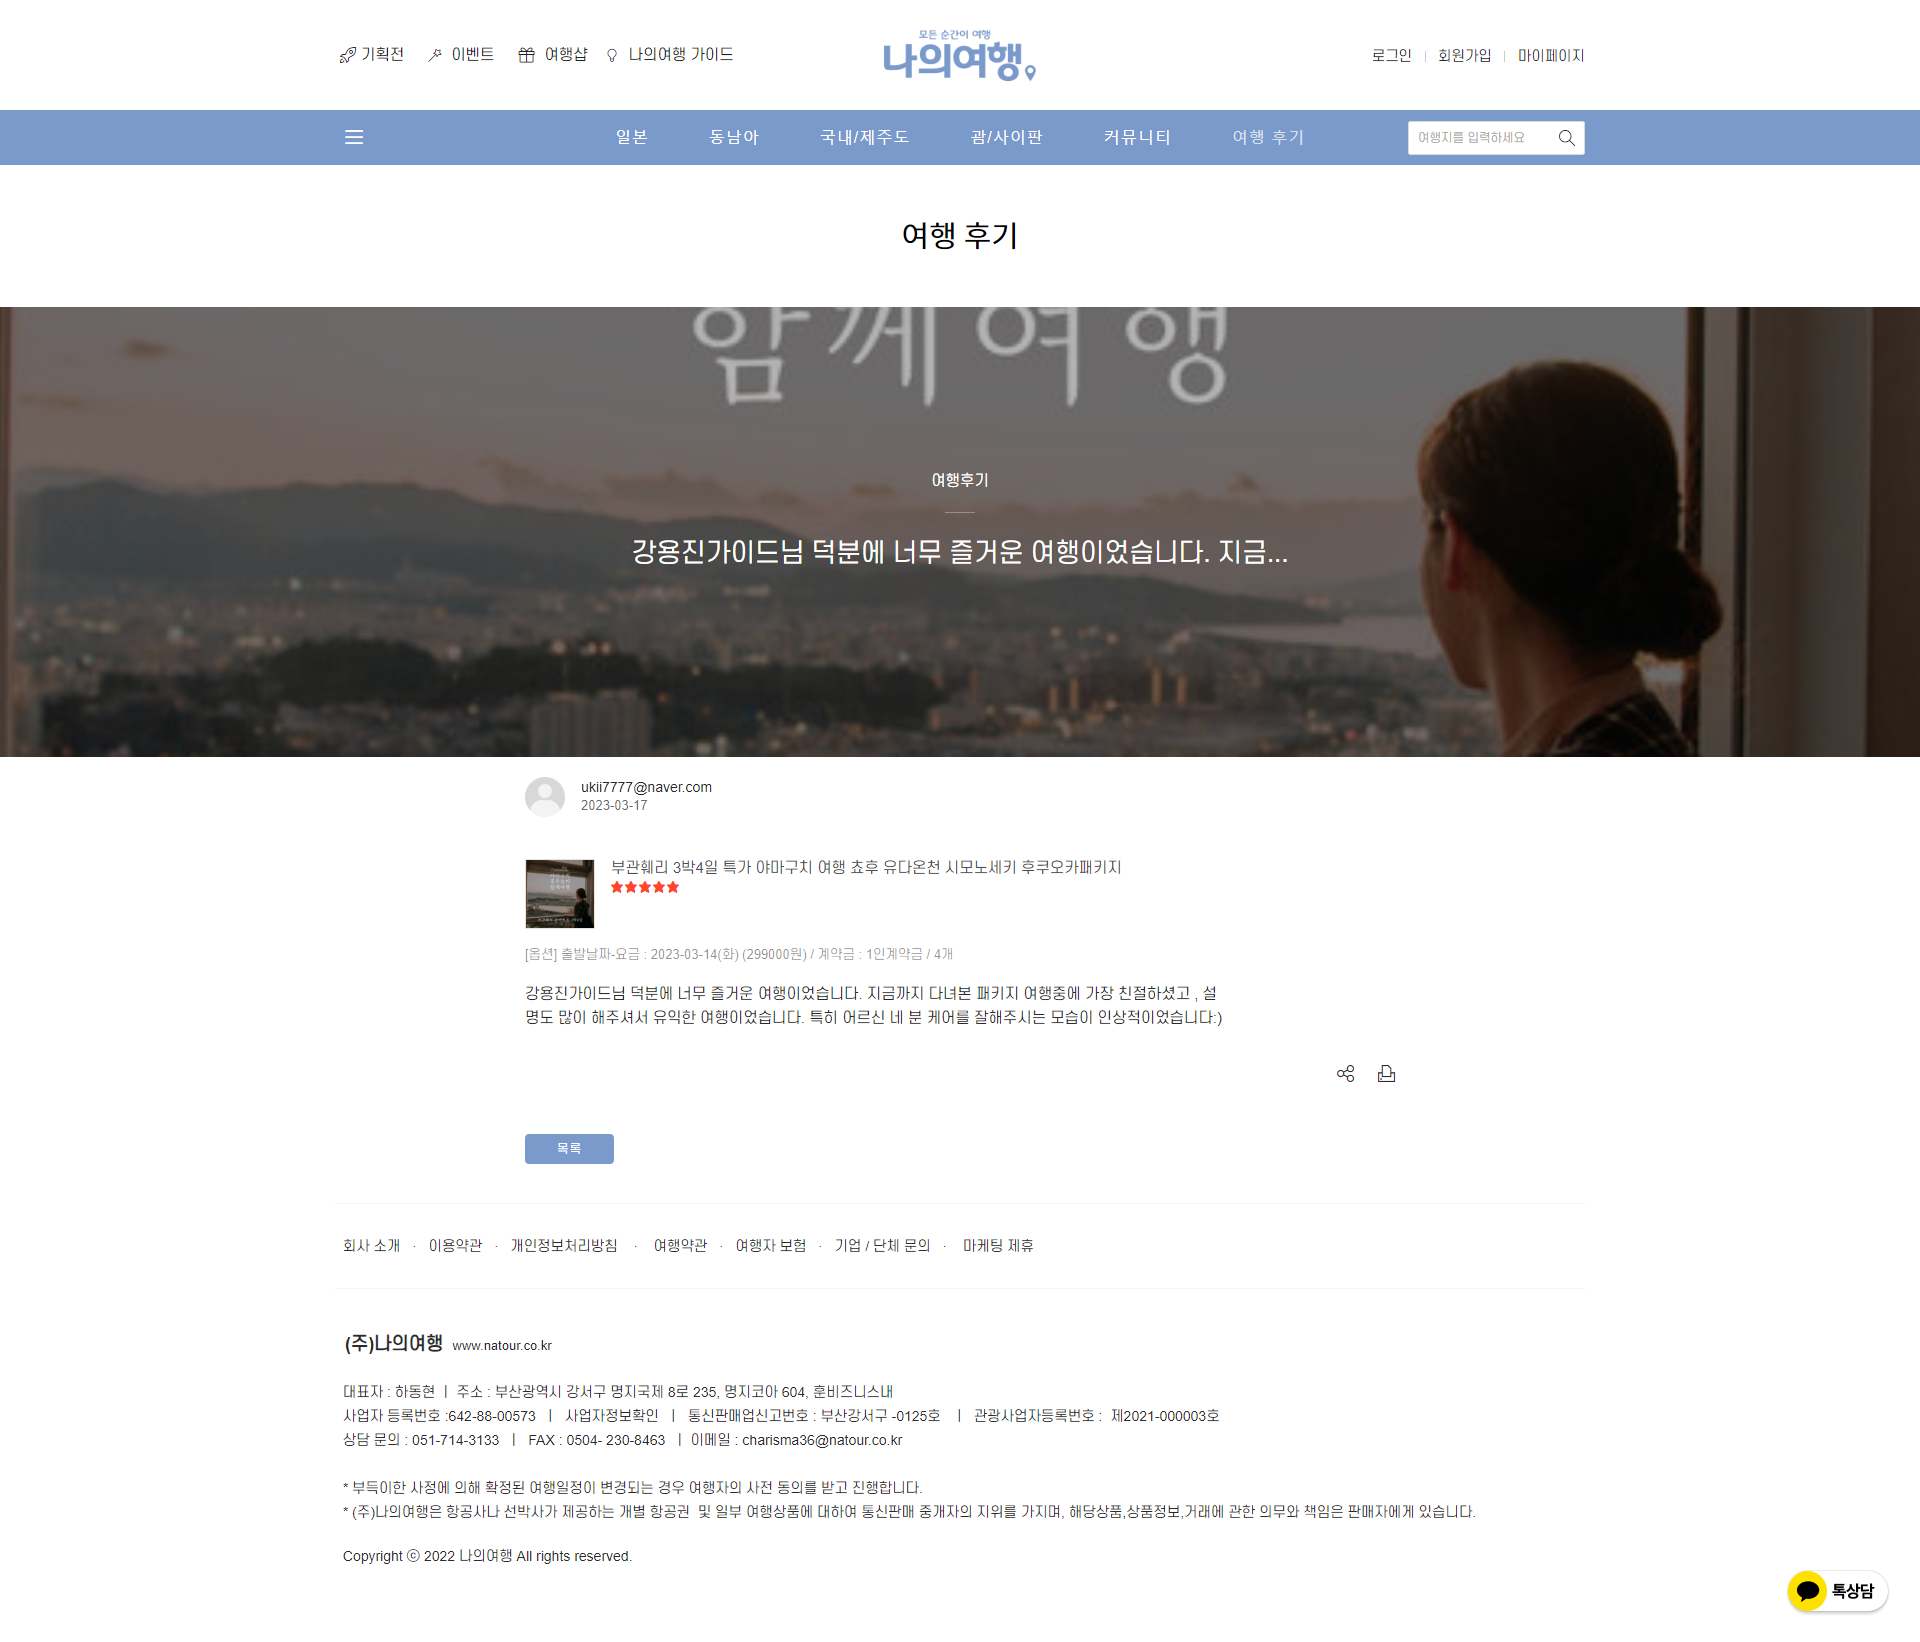 기획전
이벤트
여행샵
나의여행 가이드
모든 순간이 여행
나의여행
로그인
회원가입
마이페이지
일본
동남아
국내/제주도
괌/사이판
커뮤니티
여행 후기
여행지를 입력하세요
여행 후기
함께여행
여행후기
강용진가이드님 덕분에 너무 즐거운 여행이었습니다. 지금...
ukii7777@naver.com
2023-03-17
부관훼리 3박4일 특가 야마구치 여행 쵸후 유다온천 시모노세키 후쿠오카패키지
[옵션] 출발날짜-요금 : 2023-03-14(화) (299000원) / 계약금 : 1인계약금 / 4개
강용진가이드님 덕분에 너무 즐거운 여행이었습니다. 지금까지 다녀본 패키지 여행중에 가장 친절하셨고 , 설
명도 많이 해주셔서 유익한 여행이었습니다. 특히 어르신 네 분 케어를 잘해주시는 모습이 인상적이었습니다:)
목록
회사 소개 · 이용약관 · 개인정보처리방침 · 여행약관 · 여행자 보험 · 기업 / 단체 문의 · 마케팅 제휴
(주)나의여행 www.natour.co.kr
대표자 : 하동현 ㅣ 주소 : 부산광역시 강서구 명지국제 8로 235, 명지코아 604, 훈비즈니스내
사업자 등록번호 :642-88-00573 ㅣ 사업자정보확인 ㅣ 통신판매업신고번호 : 부산강서구 -0125호 ㅣ 관광사업자등록번호 : 제2021-000003호
상담 문의 : 051-714-3133 ㅣ FAX : 0504- 230-8463 ㅣ 이메일 : charisma36@natour.co.kr
* 부득이한 사정에 의해 확정된 여행일정이 변경되는 경우 여행자의 사전 동의를 받고 진행합니다.
* (주)나의여행은 항공사나 선박사가 제공하는 개별 항공권 및 일부 여행상품에 대하여 통신판매 중개자의 지위를 가지며, 해당상품,상품정보,거래에 관한 의무와 책임은 판매자에게 있습니다.
Copyright ⓒ 2022 나의여행 All rights reserved.
톡상담